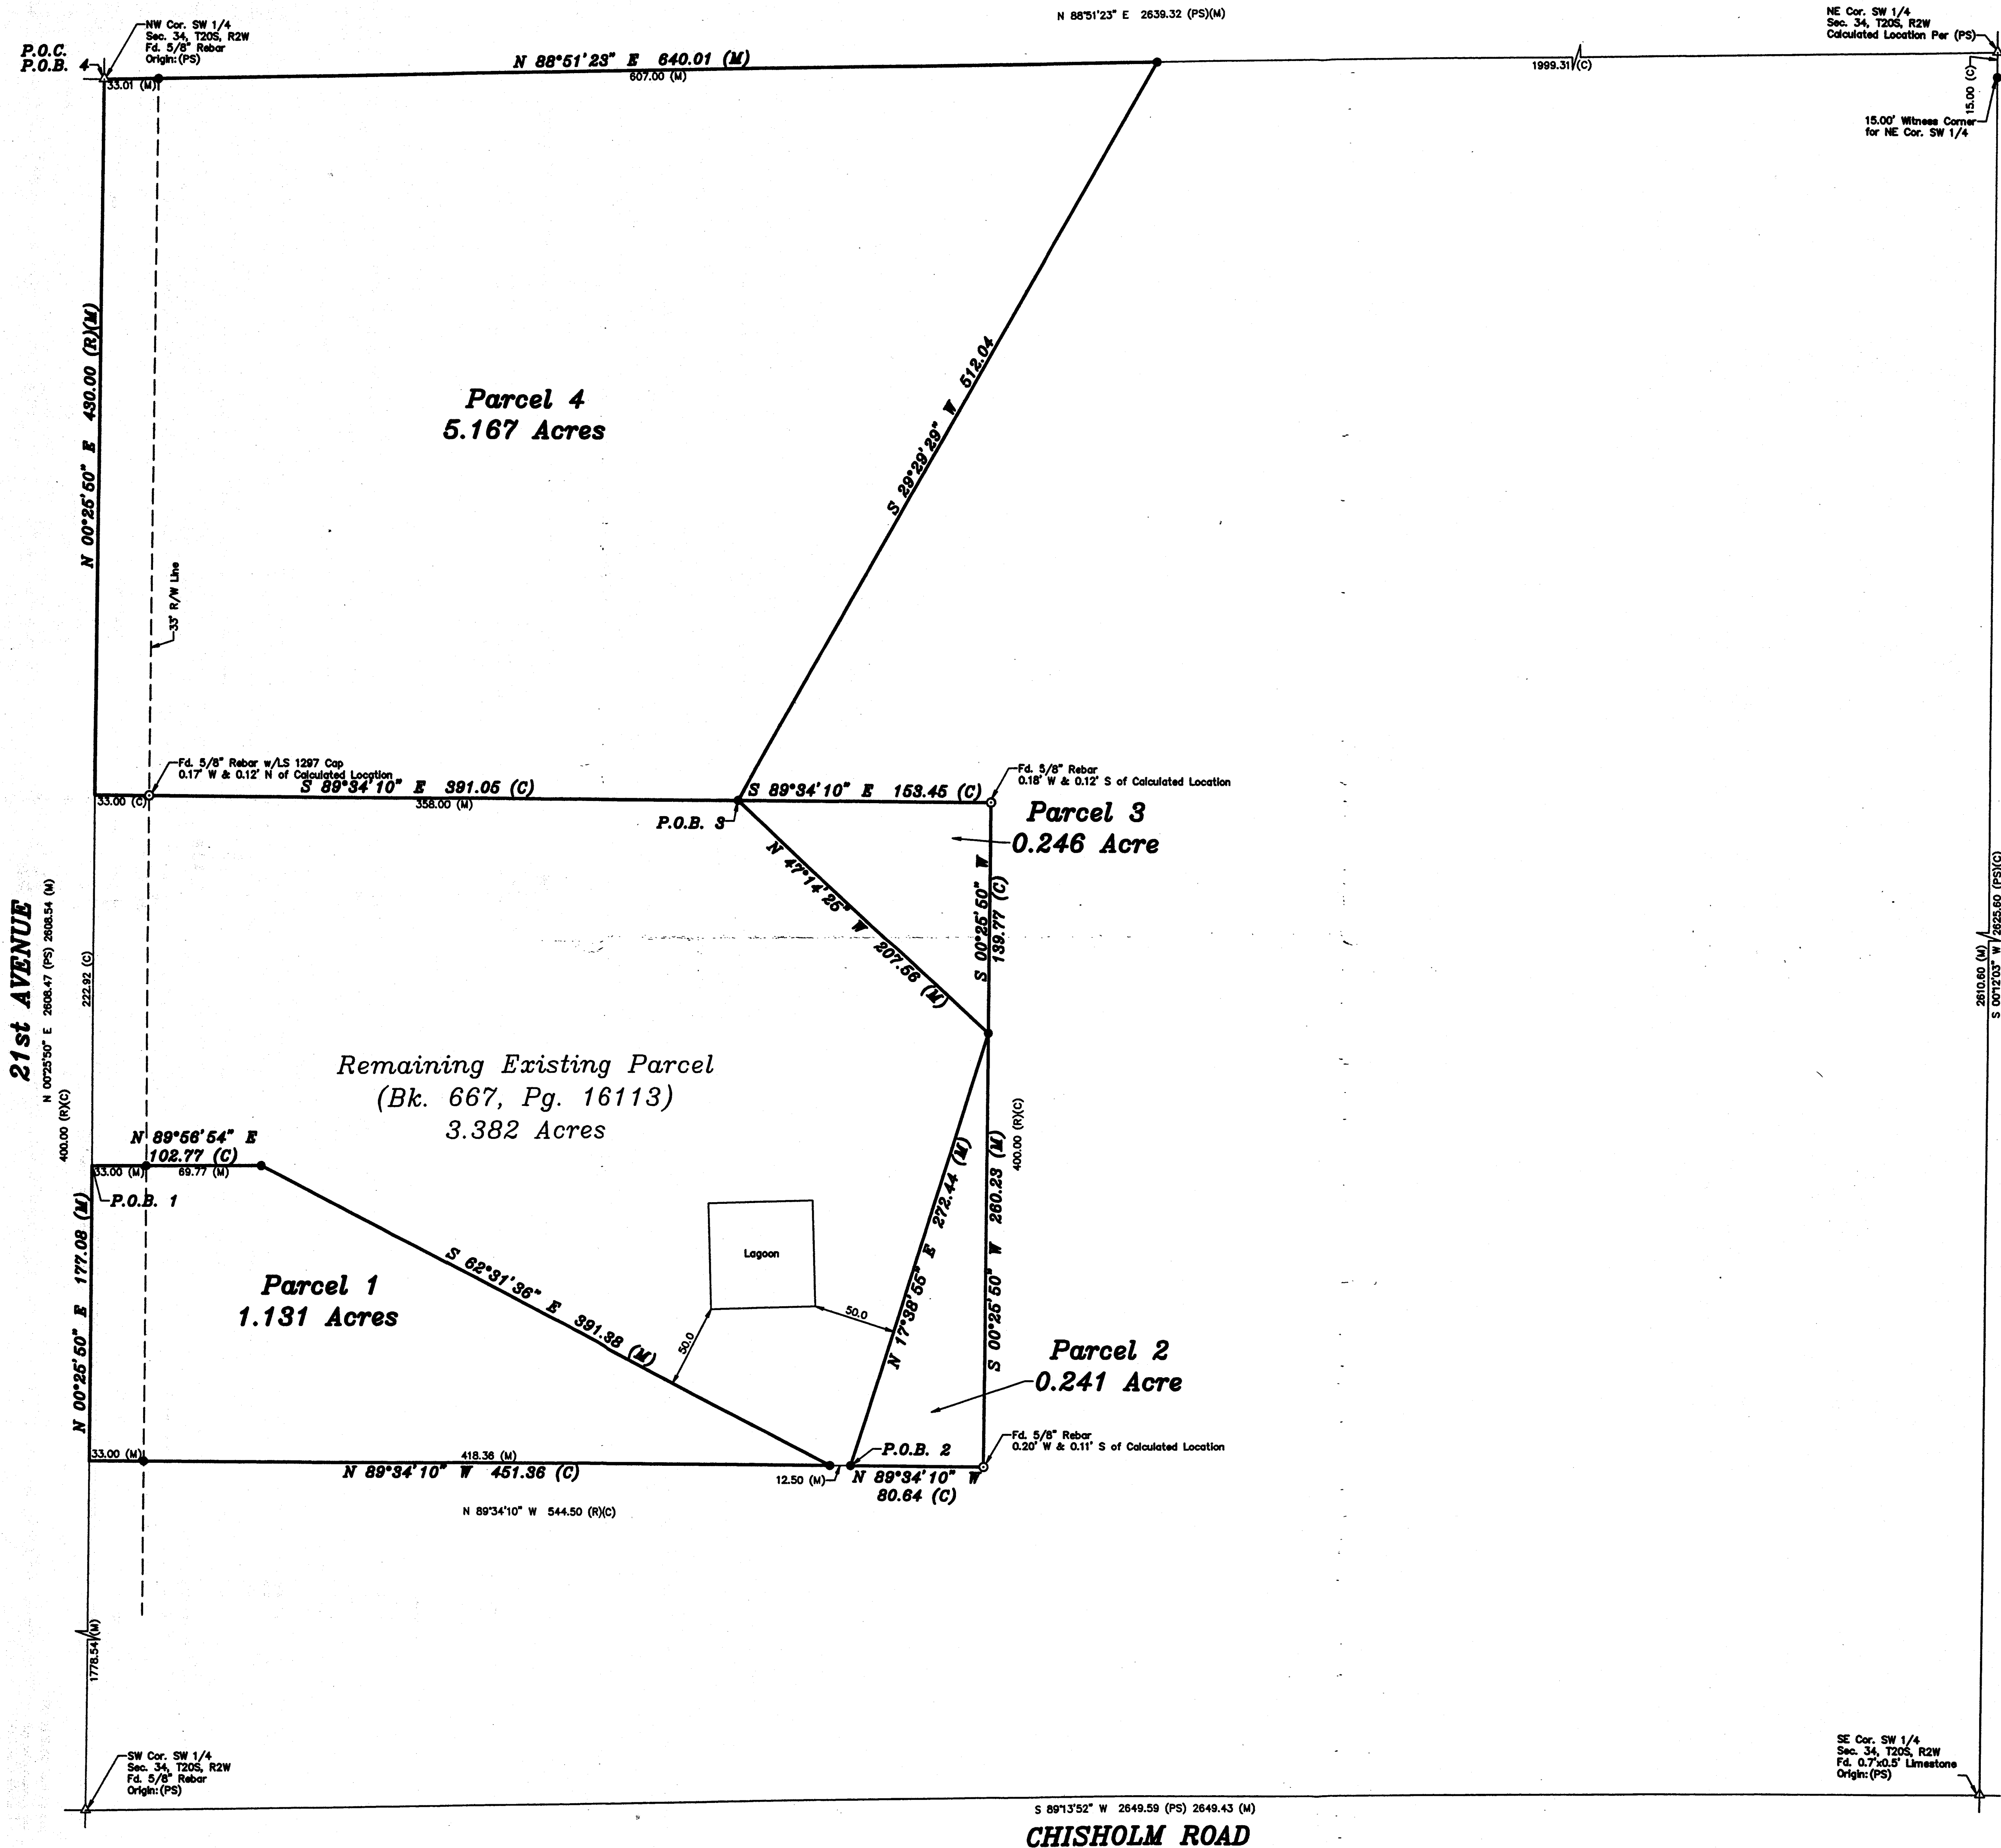 N 88°51'23" E 2639.32 (PS)(M)
NW Cor. SW 1/4
Sec. 34, T20S, R2W
Fd. 5/8" Rebar
Origin: (PS)
P.O.C.
P.O.B. 4
N 88°51'23" E 640.01 (M)
33.01 (M)
607.00 (M)
1999.31 (C)
NE Cor. SW 1/4
Sec. 34, T20S, R2W
Calculated Location Per (PS)
15.00 (C)
15.00' Witness Corner
for NE Cor. SW 1/4
N 00°25'50" E 430.00 (R)(M)
33' R/W Line
Parcel 4
5.167 Acres
S 29°29'29" W 512.04
Fd. 5/8" Rebar w/LS 1297 Cap
0.17' W & 0.12' N of Calculated Location
S 89°34'10" E 391.05 (C)
33.00 (C)
358.00 (M)
P.O.B. 3
S 89°34'10" E 153.45 (C)
Fd. 5/8" Rebar
0.18' W & 0.12' S of Calculated Location
Parcel 3
0.246 Acre
N 47°14'25" W 207.56 (M)
S 00°25'50" W
139.77 (C)
21st AVENUE
N 00°25'50" E 2608.47 (PS) 2608.54 (M)
400.00 (R)(C)
222.92 (C)
2610.60 (M)
S 00°12'03" W 2625.60 (PS)(C)
Remaining Existing Parcel
(Bk. 667, Pg. 16113)
3.382 Acres
N 89°56'54" E
102.77 (C)
33.00 (M)
69.77 (M)
P.O.B. 1
N 00°25'50" E 177.08 (M)
Parcel 1
1.131 Acres
S 62°31'36" E 391.38 (M)
Lagoon
50.0
50.0
N 17°38'55" E 272.44 (M)
S 00°25'50" W 260.23 (M)
400.00 (R)(C)
Parcel 2
0.241 Acre
Fd. 5/8" Rebar
0.20' W & 0.11' S of Calculated Location
P.O.B. 2
33.00 (M)
418.36 (M)
N 89°34'10" W 451.36 (C)
12.50 (M)
N 89°34'10" W
80.64 (C)
N 89°34'10" W 544.50 (R)(C)
1778.54 (M)
SW Cor. SW 1/4
Sec. 34, T20S, R2W
Fd. 5/8" Rebar
Origin: (PS)
SE Cor. SW 1/4
Sec. 34, T20S, R2W
Fd. 0.7'x0.5' Limestone
Origin: (PS)
S 89°13'52" W 2649.59 (PS) 2649.43 (M)
CHISHOLM ROAD